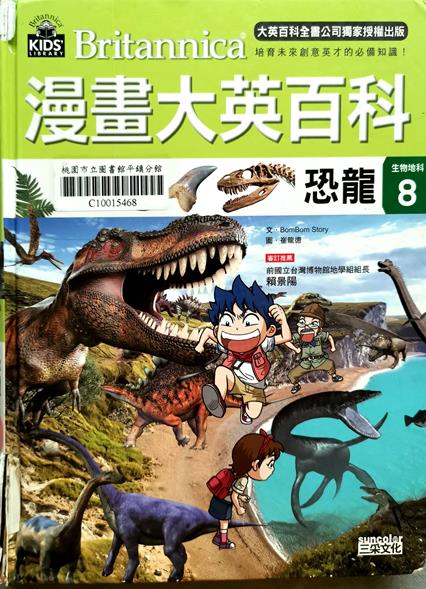 Britannica
KIDS'
LIBRARY
Britannica®
大英百科全書公司獨家授權出版
培育未來創意英才的必備知識！
漫畫大英百科
桃園市立圖書館平鎮分館
C10015468
恐龍
生物地科
8
文・BomBom Story
圖・崔龍德
審訂推薦
前國立台灣博物館地學組組長
賴景陽
suncolor
三采文化